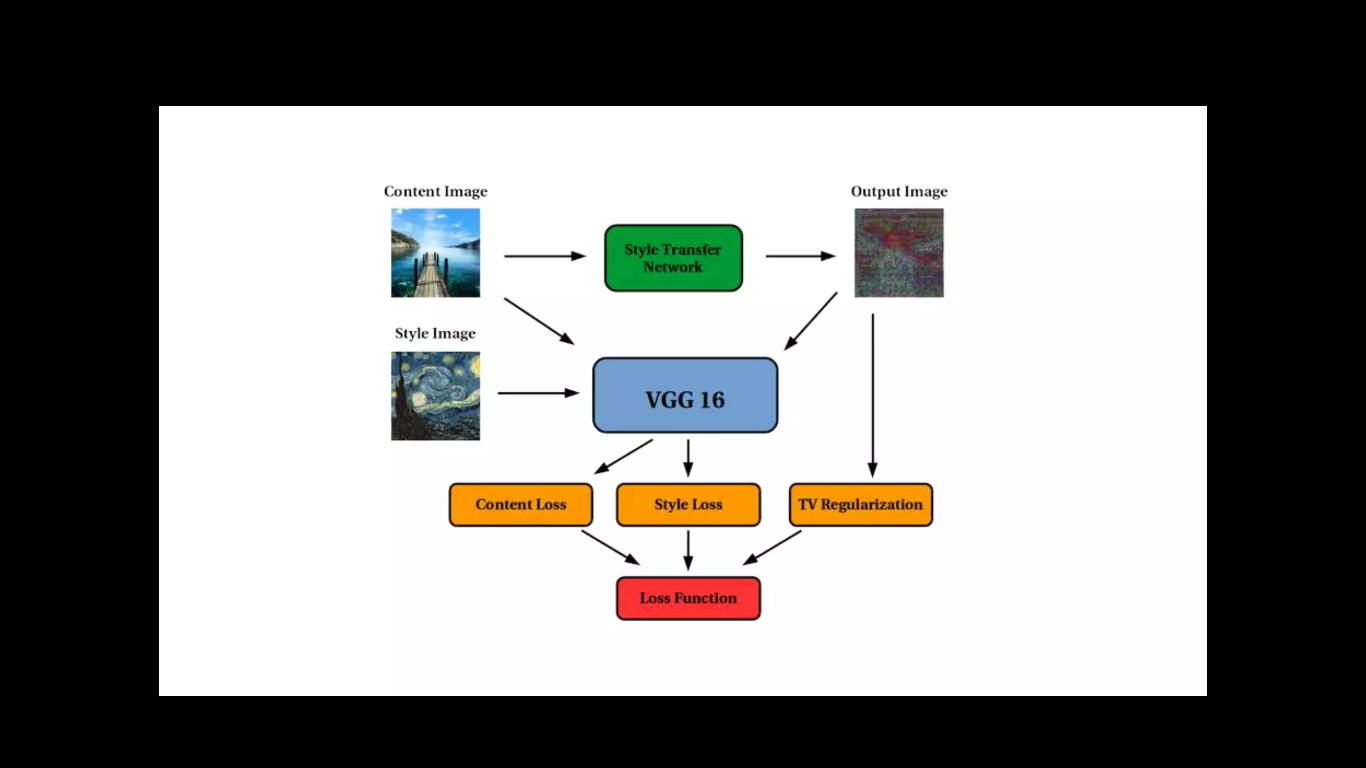 Content Image
Output Image
Style Transfer
Network
Style Image
VGG 16
Content Loss
Style Loss
TV Regularization
Loss Function